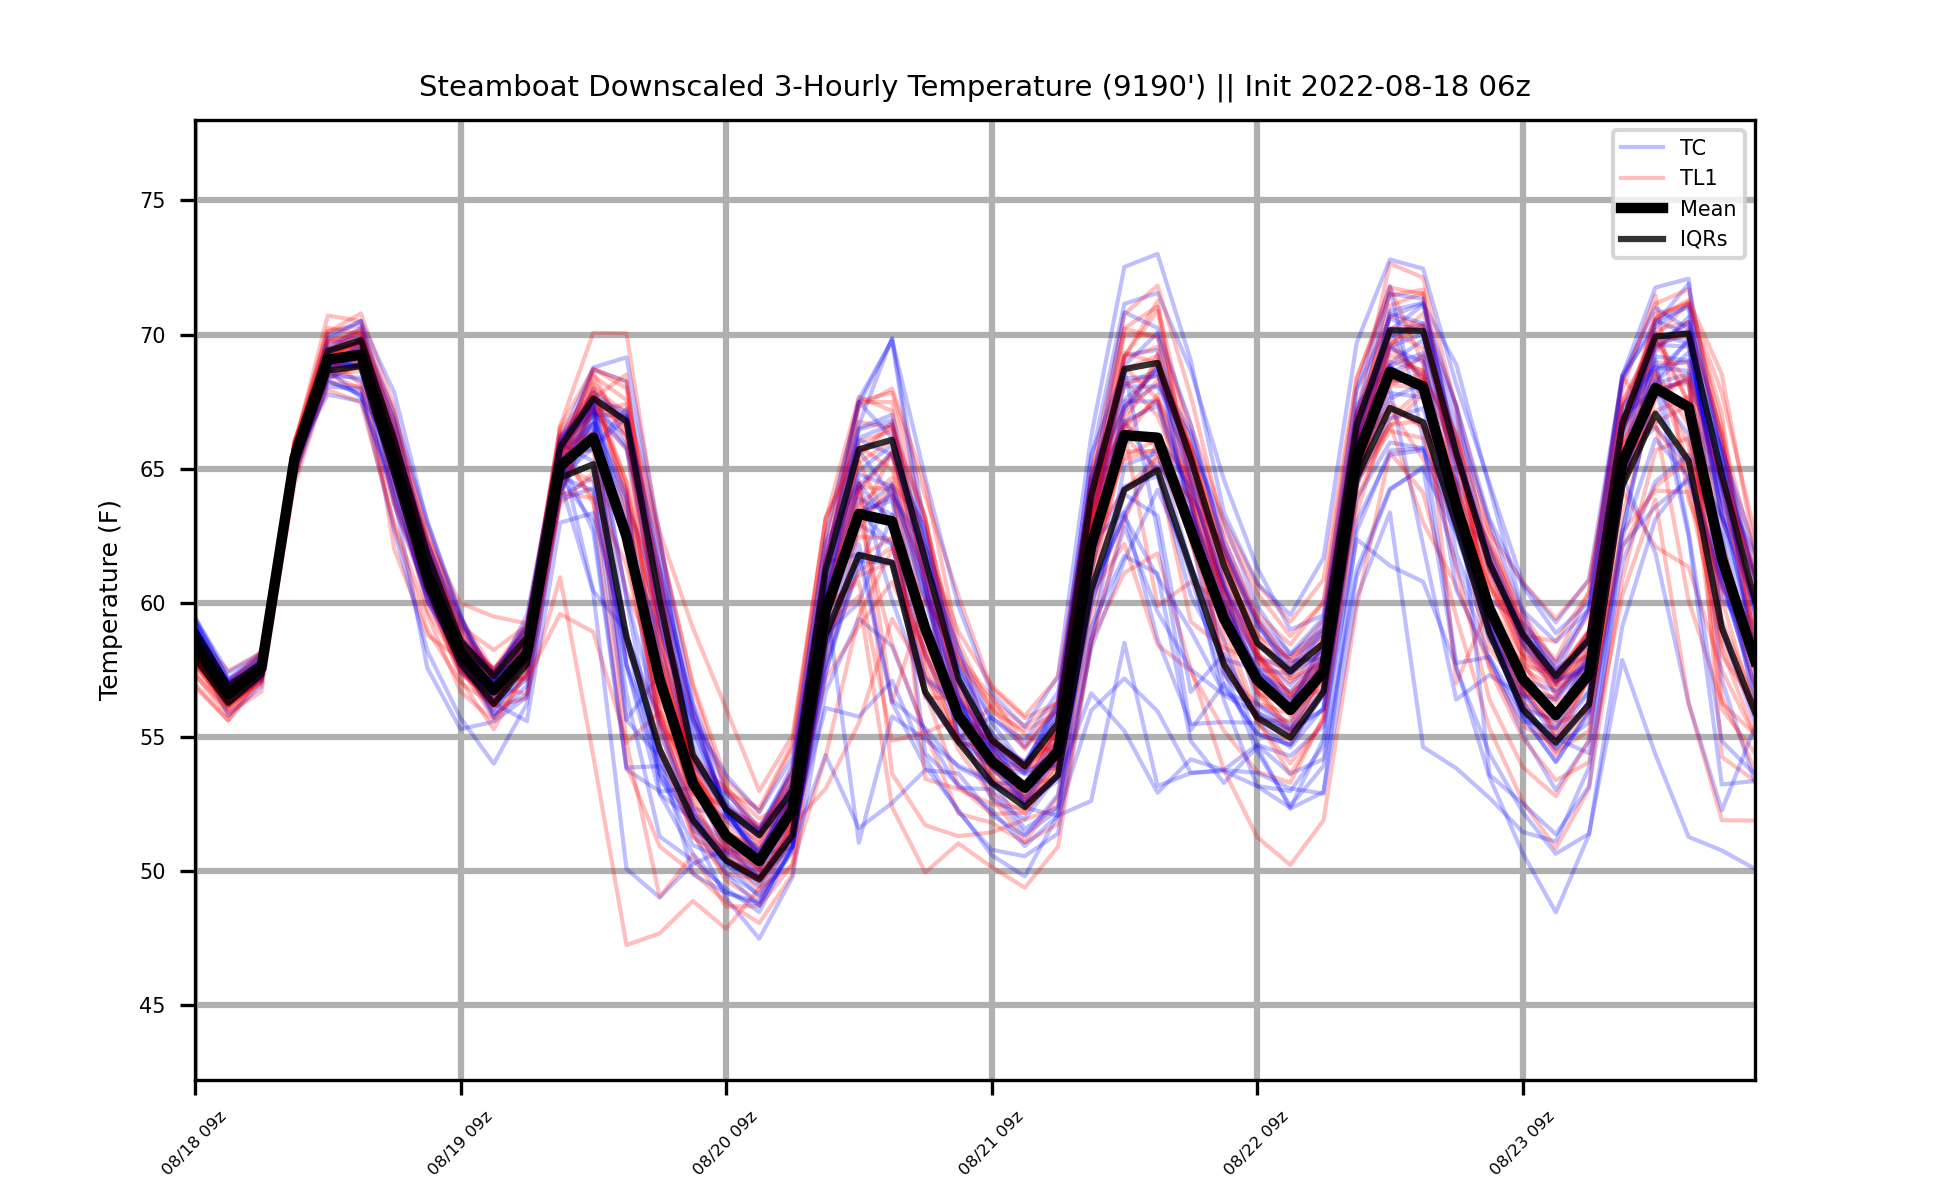 Steamboat Downscaled 3-Hourly Temperature (9190') || Init 2022-08-18 06z
TC
TL1
Mean
IQRs
Temperature (F)
75
70
65
60
55
50
45
08/18 09z
08/19 09z
08/20 09z
08/21 09z
08/22 09z
08/23 09z